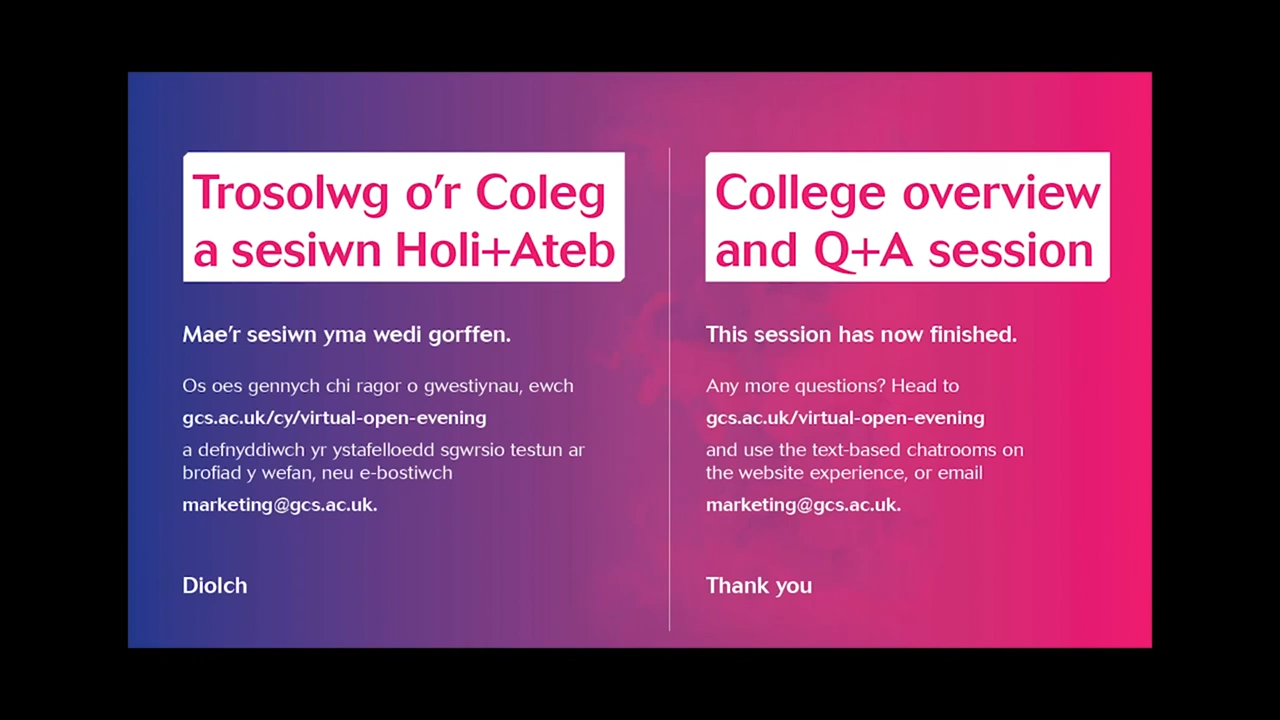 Trosolwg o'r Coleg
a sesiwn Holi+Ateb
Mae'r sesiwn yma wedi gorffen.
Os oes gennych chi ragor o gwestiynau, ewch
gcs.ac.uk/cy/virtual-open-evening
a defnyddiwch yr ystafelloedd sgwrsio testun ar
brofiad y wefan, neu e-bostiwch
marketing@gcs.ac.uk.
Diolch
College overview
and Q+A session
This session has now finished.
Any more questions? Head to
gcs.ac.uk/virtual-open-evening
and use the text-based chatrooms on
the website experience, or email
marketing@gcs.ac.uk.
Thank you